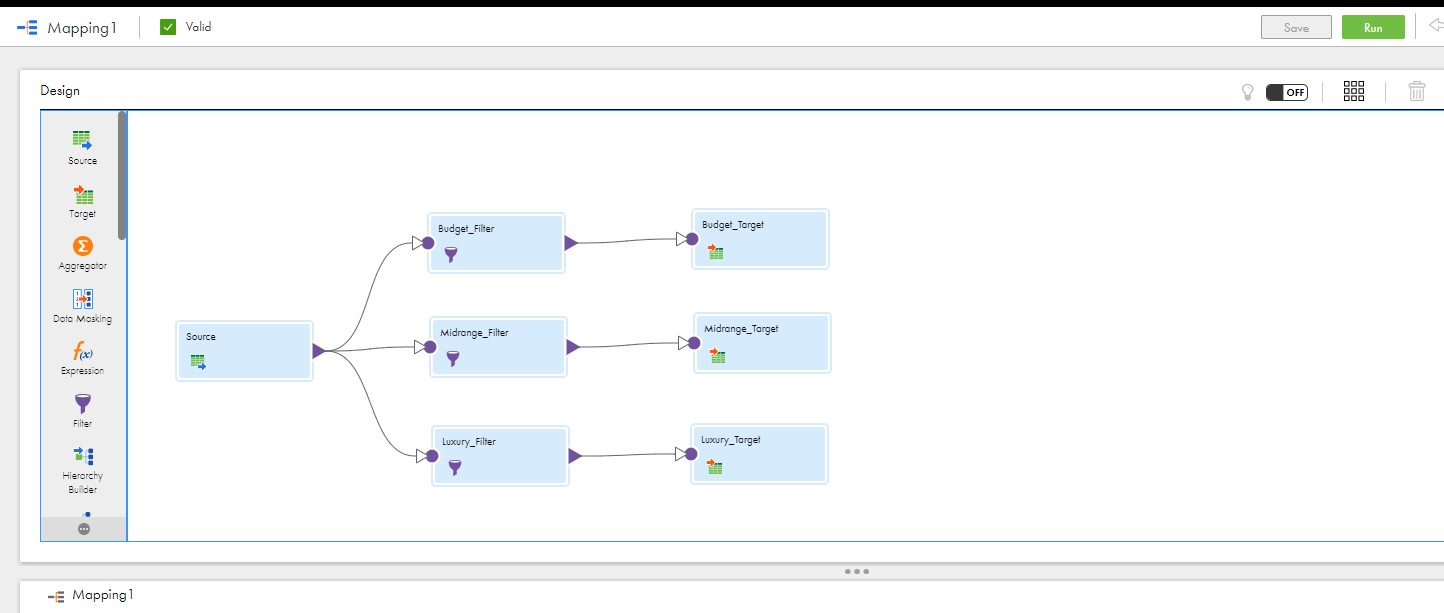 Mapping1
Valid
Save
Run
Design
OFF
Source
Target
Aggregator
Data Masking
Expression
Filter
Hierarchy
Builder
Budget_Filter
Budget_Target
Source
Midrange_Filter
Midrange_Target
Luxury_Filter
Luxury_Target
Mapping1